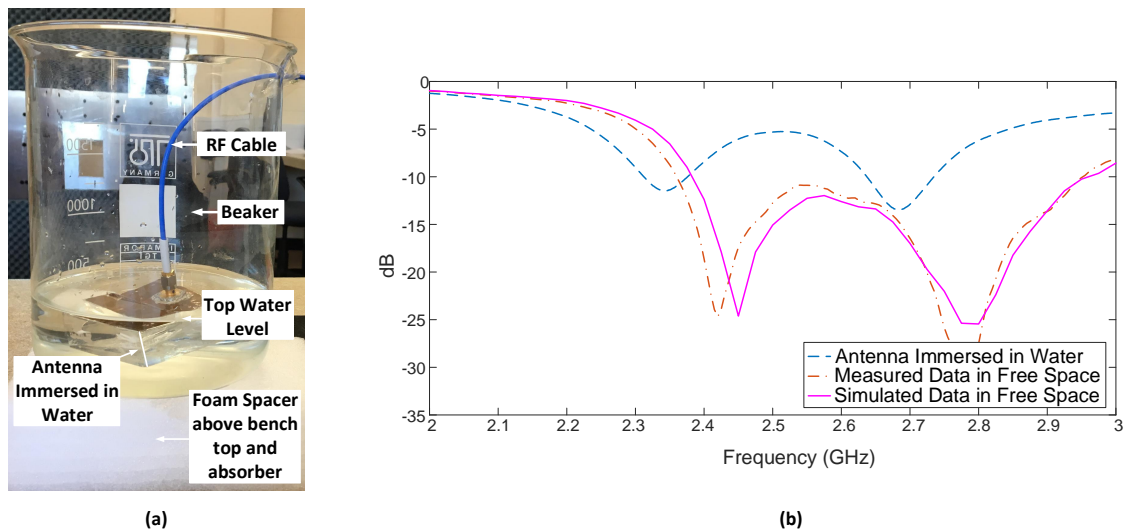 RF Cable
1500
GERMANY
Beaker
1000
500
Top Water
Level
Antenna
Immersed in
Water
Foam Spacer
above bench
top and
absorber
(a)
0
-5
-10
-15
-20
-25
-30
-35
dB
2 2.1 2.2 2.3 2.4 2.5 2.6 2.7 2.8 2.9 3
Frequency (GHz)
Antenna Immersed in Water
Measured Data in Free Space
Simulated Data in Free Space
(b)